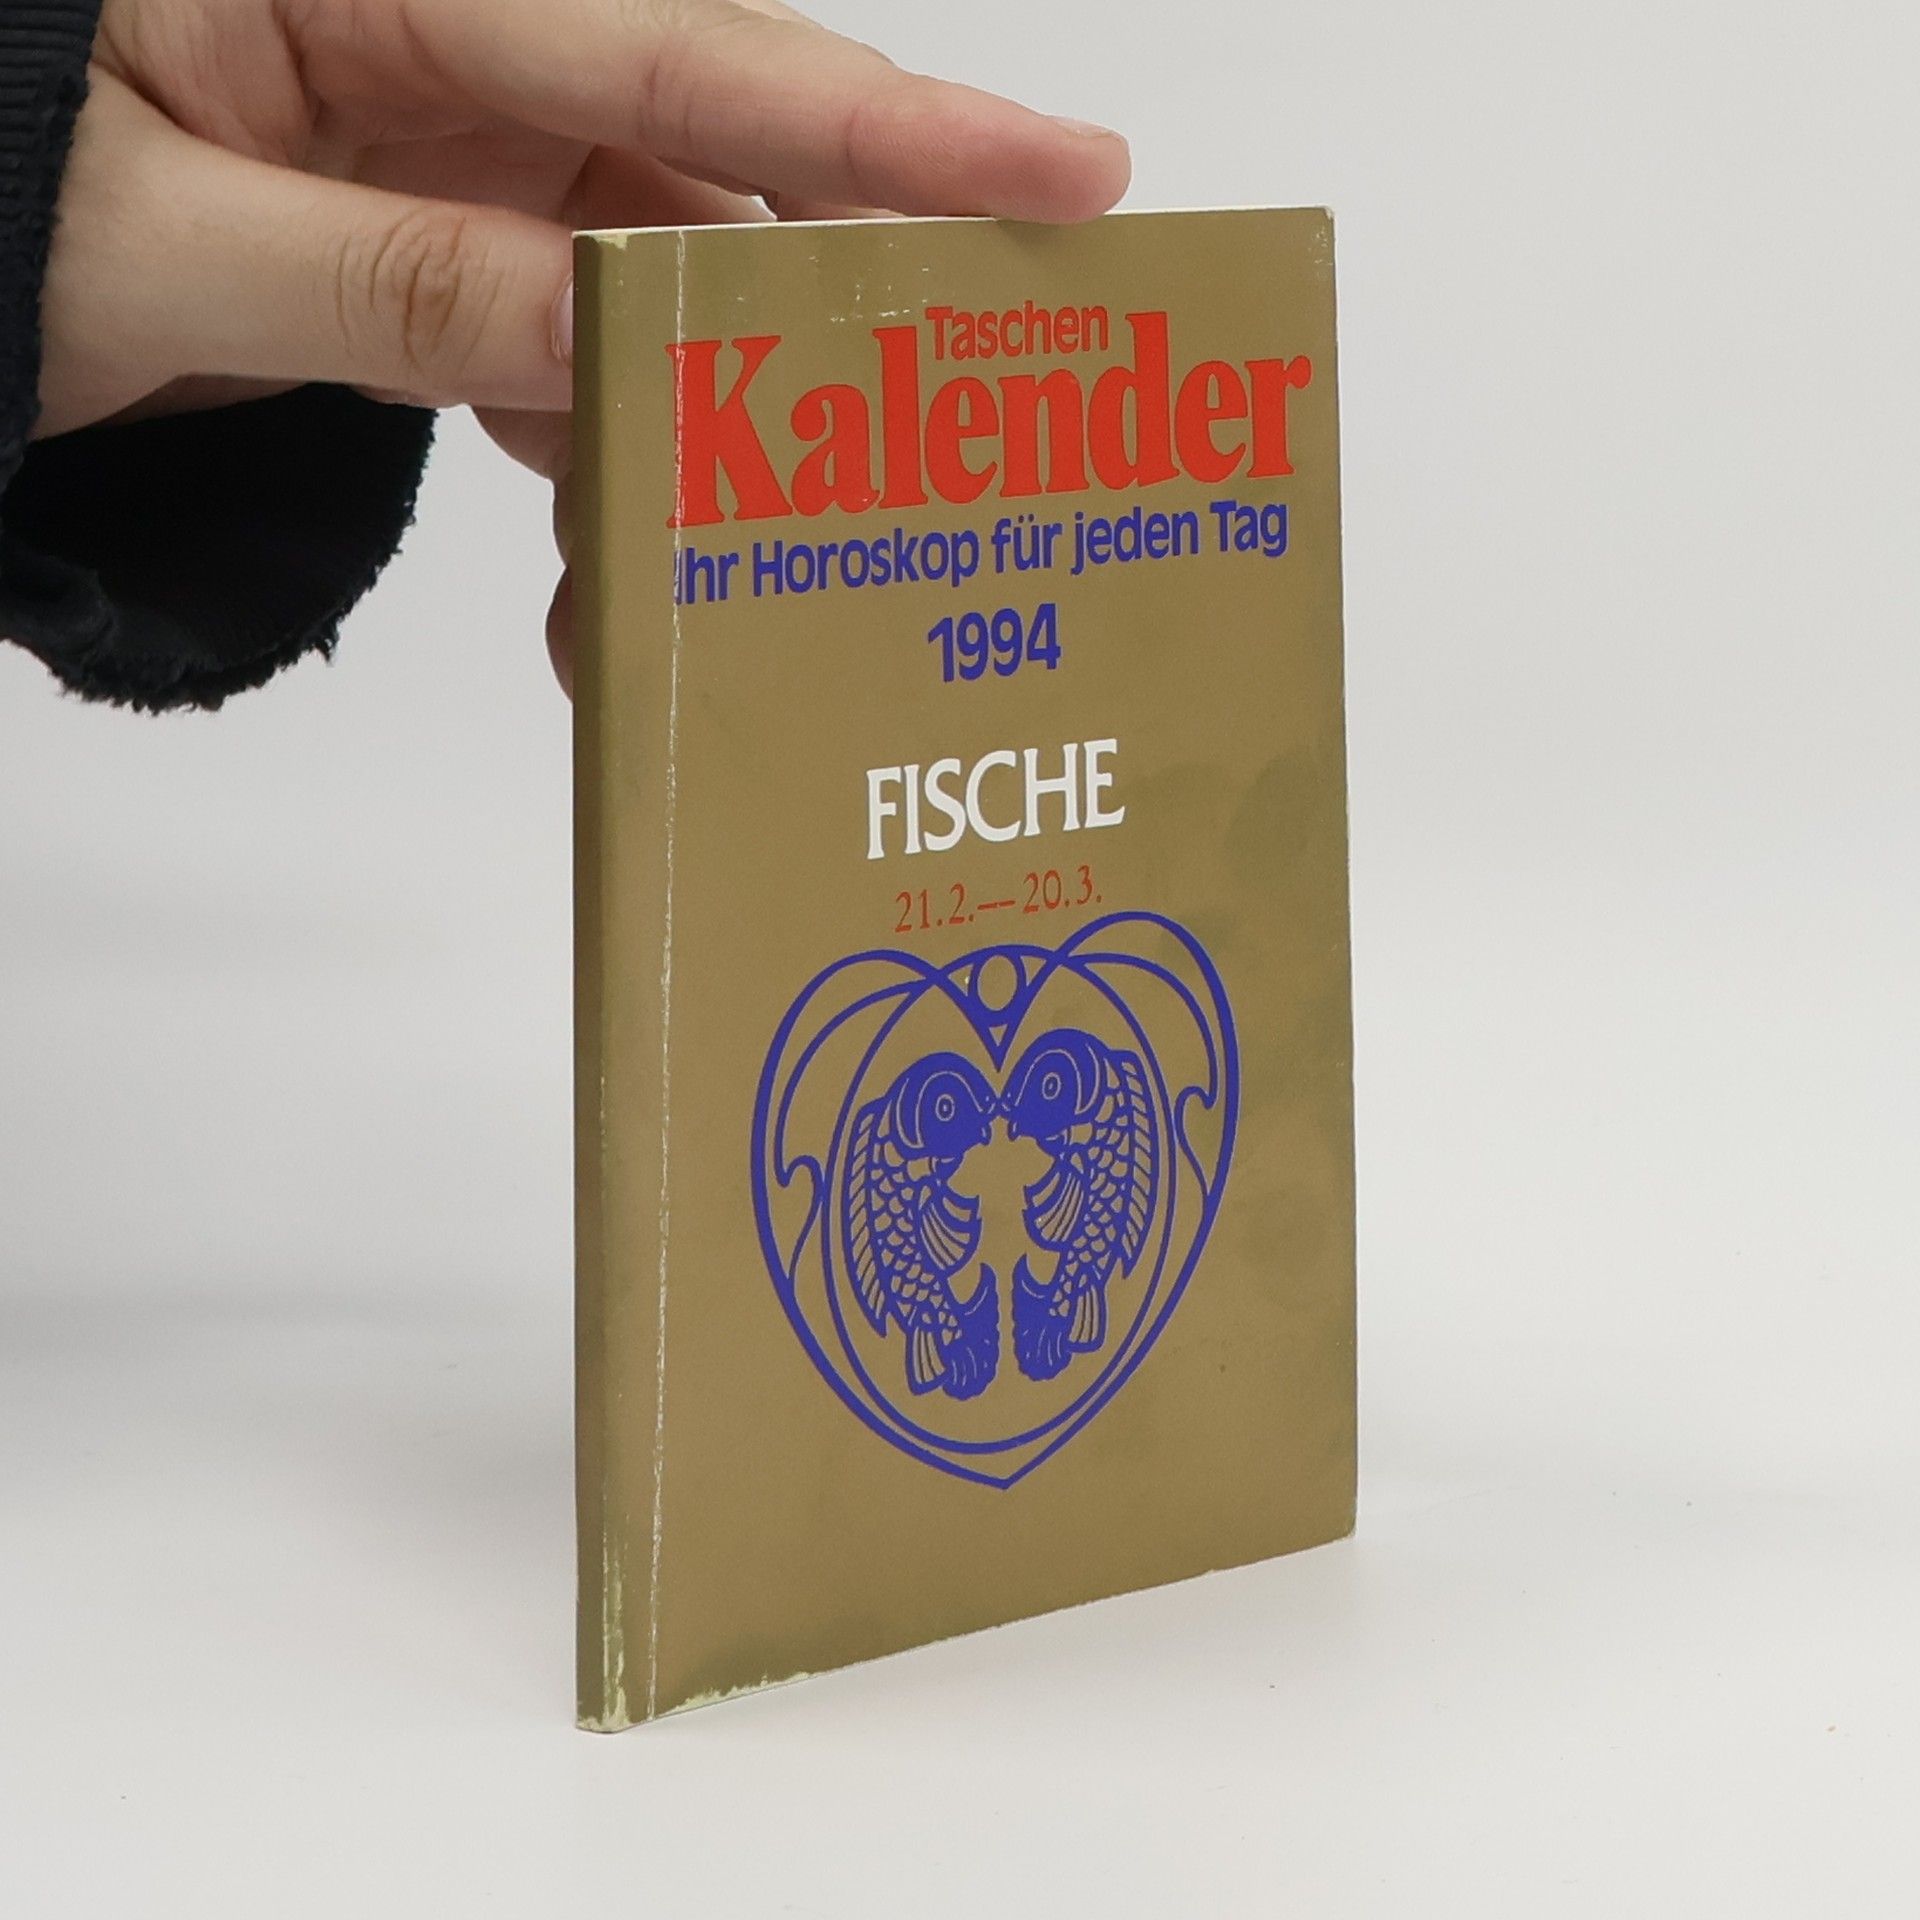 Taschen
Kalender
Ihr Horoskop für jeden Tag
1994
FISCHE
21.2.—20.3.